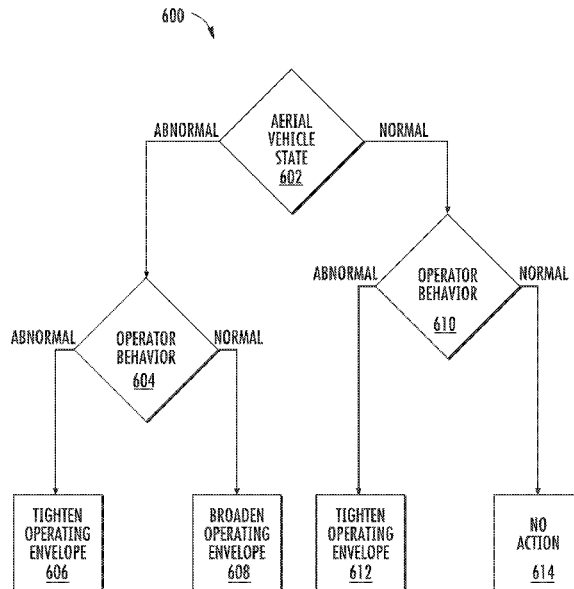 600
AERIAL
VEHICLE
STATE
602
ABNORMAL
NORMAL
OPERATOR
BEHAVIOR
610
ABNORMAL
NORMAL
OPERATOR
BEHAVIOR
604
ABNORMAL
NORMAL
TIGHTEN
OPERATING
ENVELOPE
606
BROADEN
OPERATING
ENVELOPE
608
TIGHTEN
OPERATING
ENVELOPE
612
NO
ACTION
614